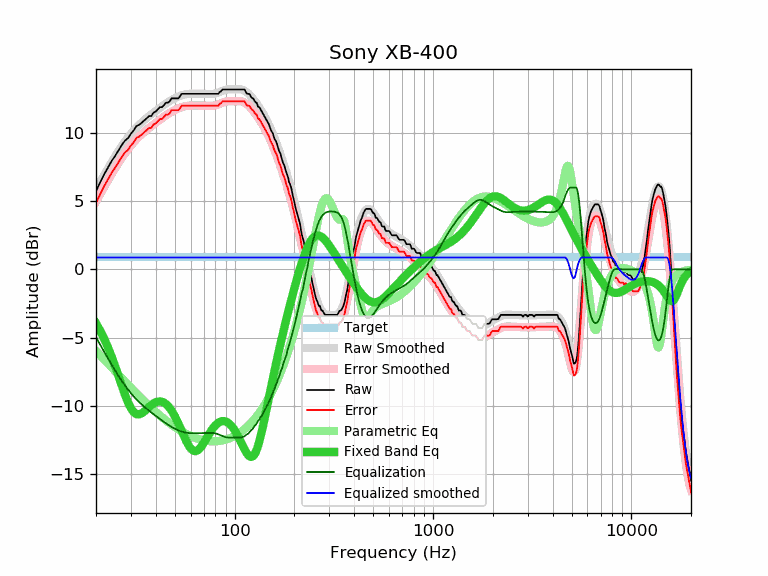 Sony XB-400
Amplitude (dBr)
10
5
0
−5
−10
−15
Target
Raw Smoothed
Error Smoothed
Raw
Error
Parametric Eq
Fixed Band Eq
Equalization
Equalized smoothed
100
1000
10000
Frequency (Hz)